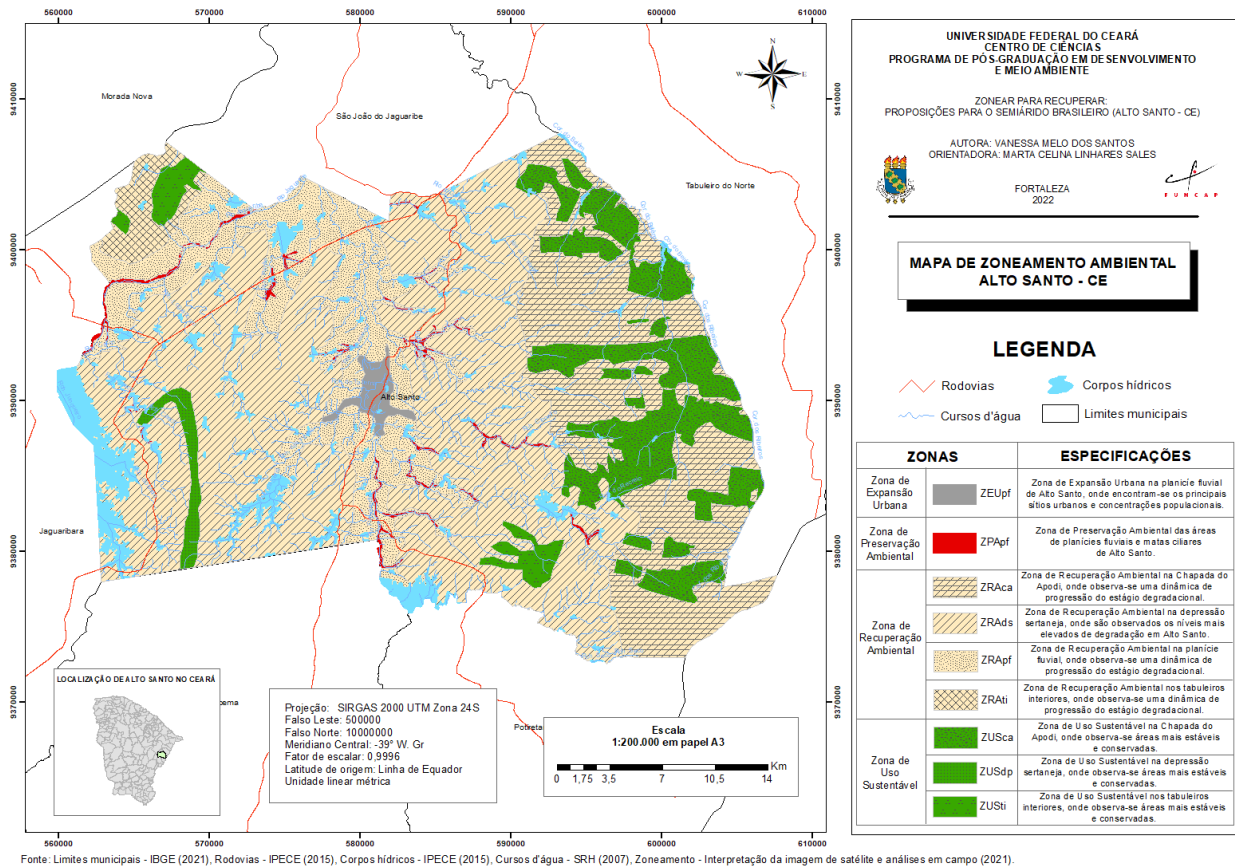 560000 570000 580000 590000 600000 610000
9410000
9400000
9390000
9380000
9370000
9410000
9400000
9390000
9380000
9370000
560000 570000 580000 590000 600000 610000
N
W E
S
Morada Nova
São João do Jaguaribe
Tabuleiro do Norte
Alto Santo
Jaguaribara
LOCALIZAÇÃO DE ALTO SANTO NO CEARÁ
Projeção: SIRGAS 2000 UTM Zona 24S
Falso Leste: 500000
Falso Norte: 10000000
Meridiano Central: -39° W. Gr
Fator de escalar: 0,9996
Latitude de origem: Linha de Equador
Unidade linear métrica
Escala
1:200.000 em papel A3
0 1,75 3,5 7 10,5 14 Km
UNIVERSIDADE FEDERAL DO CEARÁ
CENTRO DE CIÊNCIAS
PROGRAMA DE PÓS-GRADUAÇÃO EM DESENVOLVIMENTO
E MEIO AMBIENTE
ZONEAR PARA RECUPERAR:
PROPOSIÇÕES PARA O SEMIÁRIDO BRASILEIRO (ALTO SANTO - CE)
AUTORA: VANESSA MELO DOS SANTOS
ORIENTADORA: MARTA CELINA LINHARES SALES
FUNCAP
FORTALEZA
2022
MAPA DE ZONEAMENTO AMBIENTAL
ALTO SANTO - CE
LEGENDA
Rodovias
Corpos hídricos
Cursos d'água
Limites municipais
ZONAS ESPECIFICAÇÕES
Zona de
Expansão
Urbana
ZEUpf
Zona de Expansão Urbana na planície fluvial
de Alto Santo, onde encontram-se os principais
sítios urbanos e concentrações populacionais.
Zona de
Preservação
Ambiental
ZPApf
Zona de Preservação Ambiental das áreas
de planícies fluviais e matas ciliares
de Alto Santo.
Zona de
Recuperação
Ambiental
ZRAca
Zona de Recuperação Ambiental na Chapada do
Apodi, onde observa-se uma dinâmica de
progressão do estágio degradacional.
ZRAds
Zona de Recuperação Ambiental na depressão
sertaneja, onde são observados os níveis mais
elevados de degradação em Alto Santo.
ZRApf
Zona de Recuperação Ambiental na planície
fluvial, onde observa-se uma dinâmica de
progressão do estágio degradacional.
ZRAti
Zona de Recuperação Ambiental nos tabuleiros
interiores, onde observa-se uma dinâmica de
progressão do estágio degradacional.
Zona de
Uso
Sustentável
ZUSca
Zona de Uso Sustentável na Chapada do
Apodi, onde observa-se áreas mais estáveis
e conservadas.
ZUSdp
Zona de Uso Sustentável na depressão
sertaneja, onde observa-se áreas mais estáveis
e conservadas.
ZUSti
Zona de Uso Sustentável nos tabuleiros
interiores, onde observa-se áreas mais estáveis
e conservadas.
Fonte: Limites municipais - IBGE (2021), Rodovias - IPECE (2015), Corpos hídricos - IPECE (2015), Cursos d'água - SRH (2007), Zoneamento - Interpretação da imagem de satélite e análises em campo (2021).